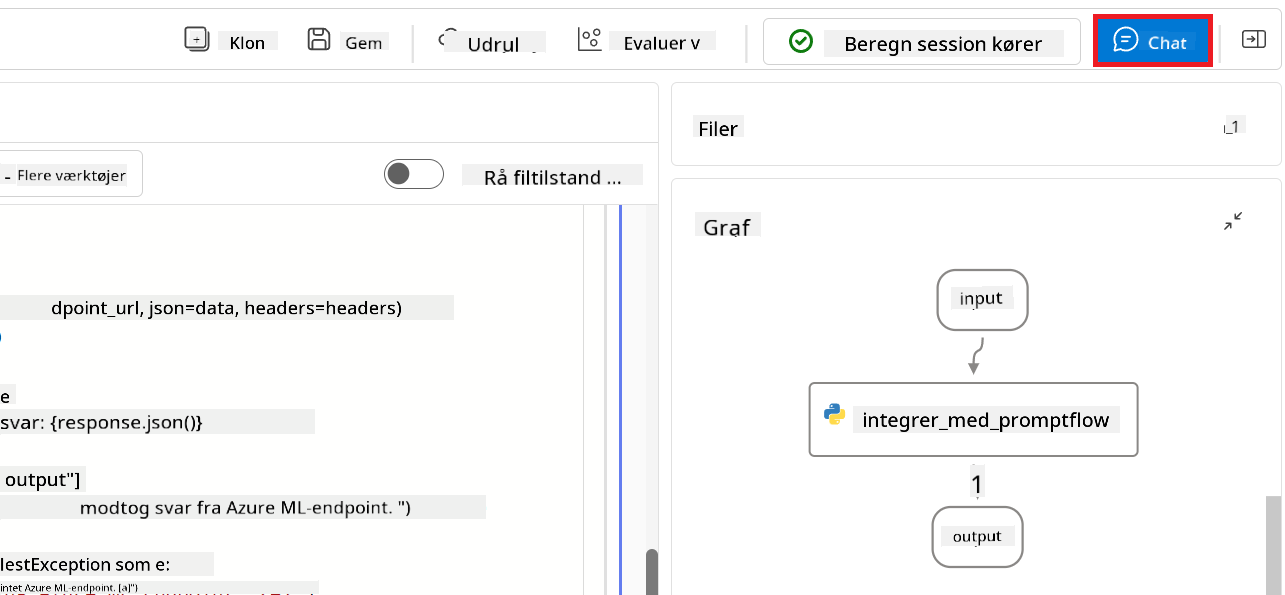 Klon
Gem
Udrul
Evaluer v
Beregn session kører
Chat
Filer
1
- Flere værktøjer
Rå filtilstand ...
dpoint_url, json=data, headers=headers)
e
svar: {response.json()}
output"]
modtog svar fra Azure ML-endpoint. ")
lestException som e:
intet Azure ML-endpoint. [a]")
Graf
input
integrer_med_promptflow
1
output